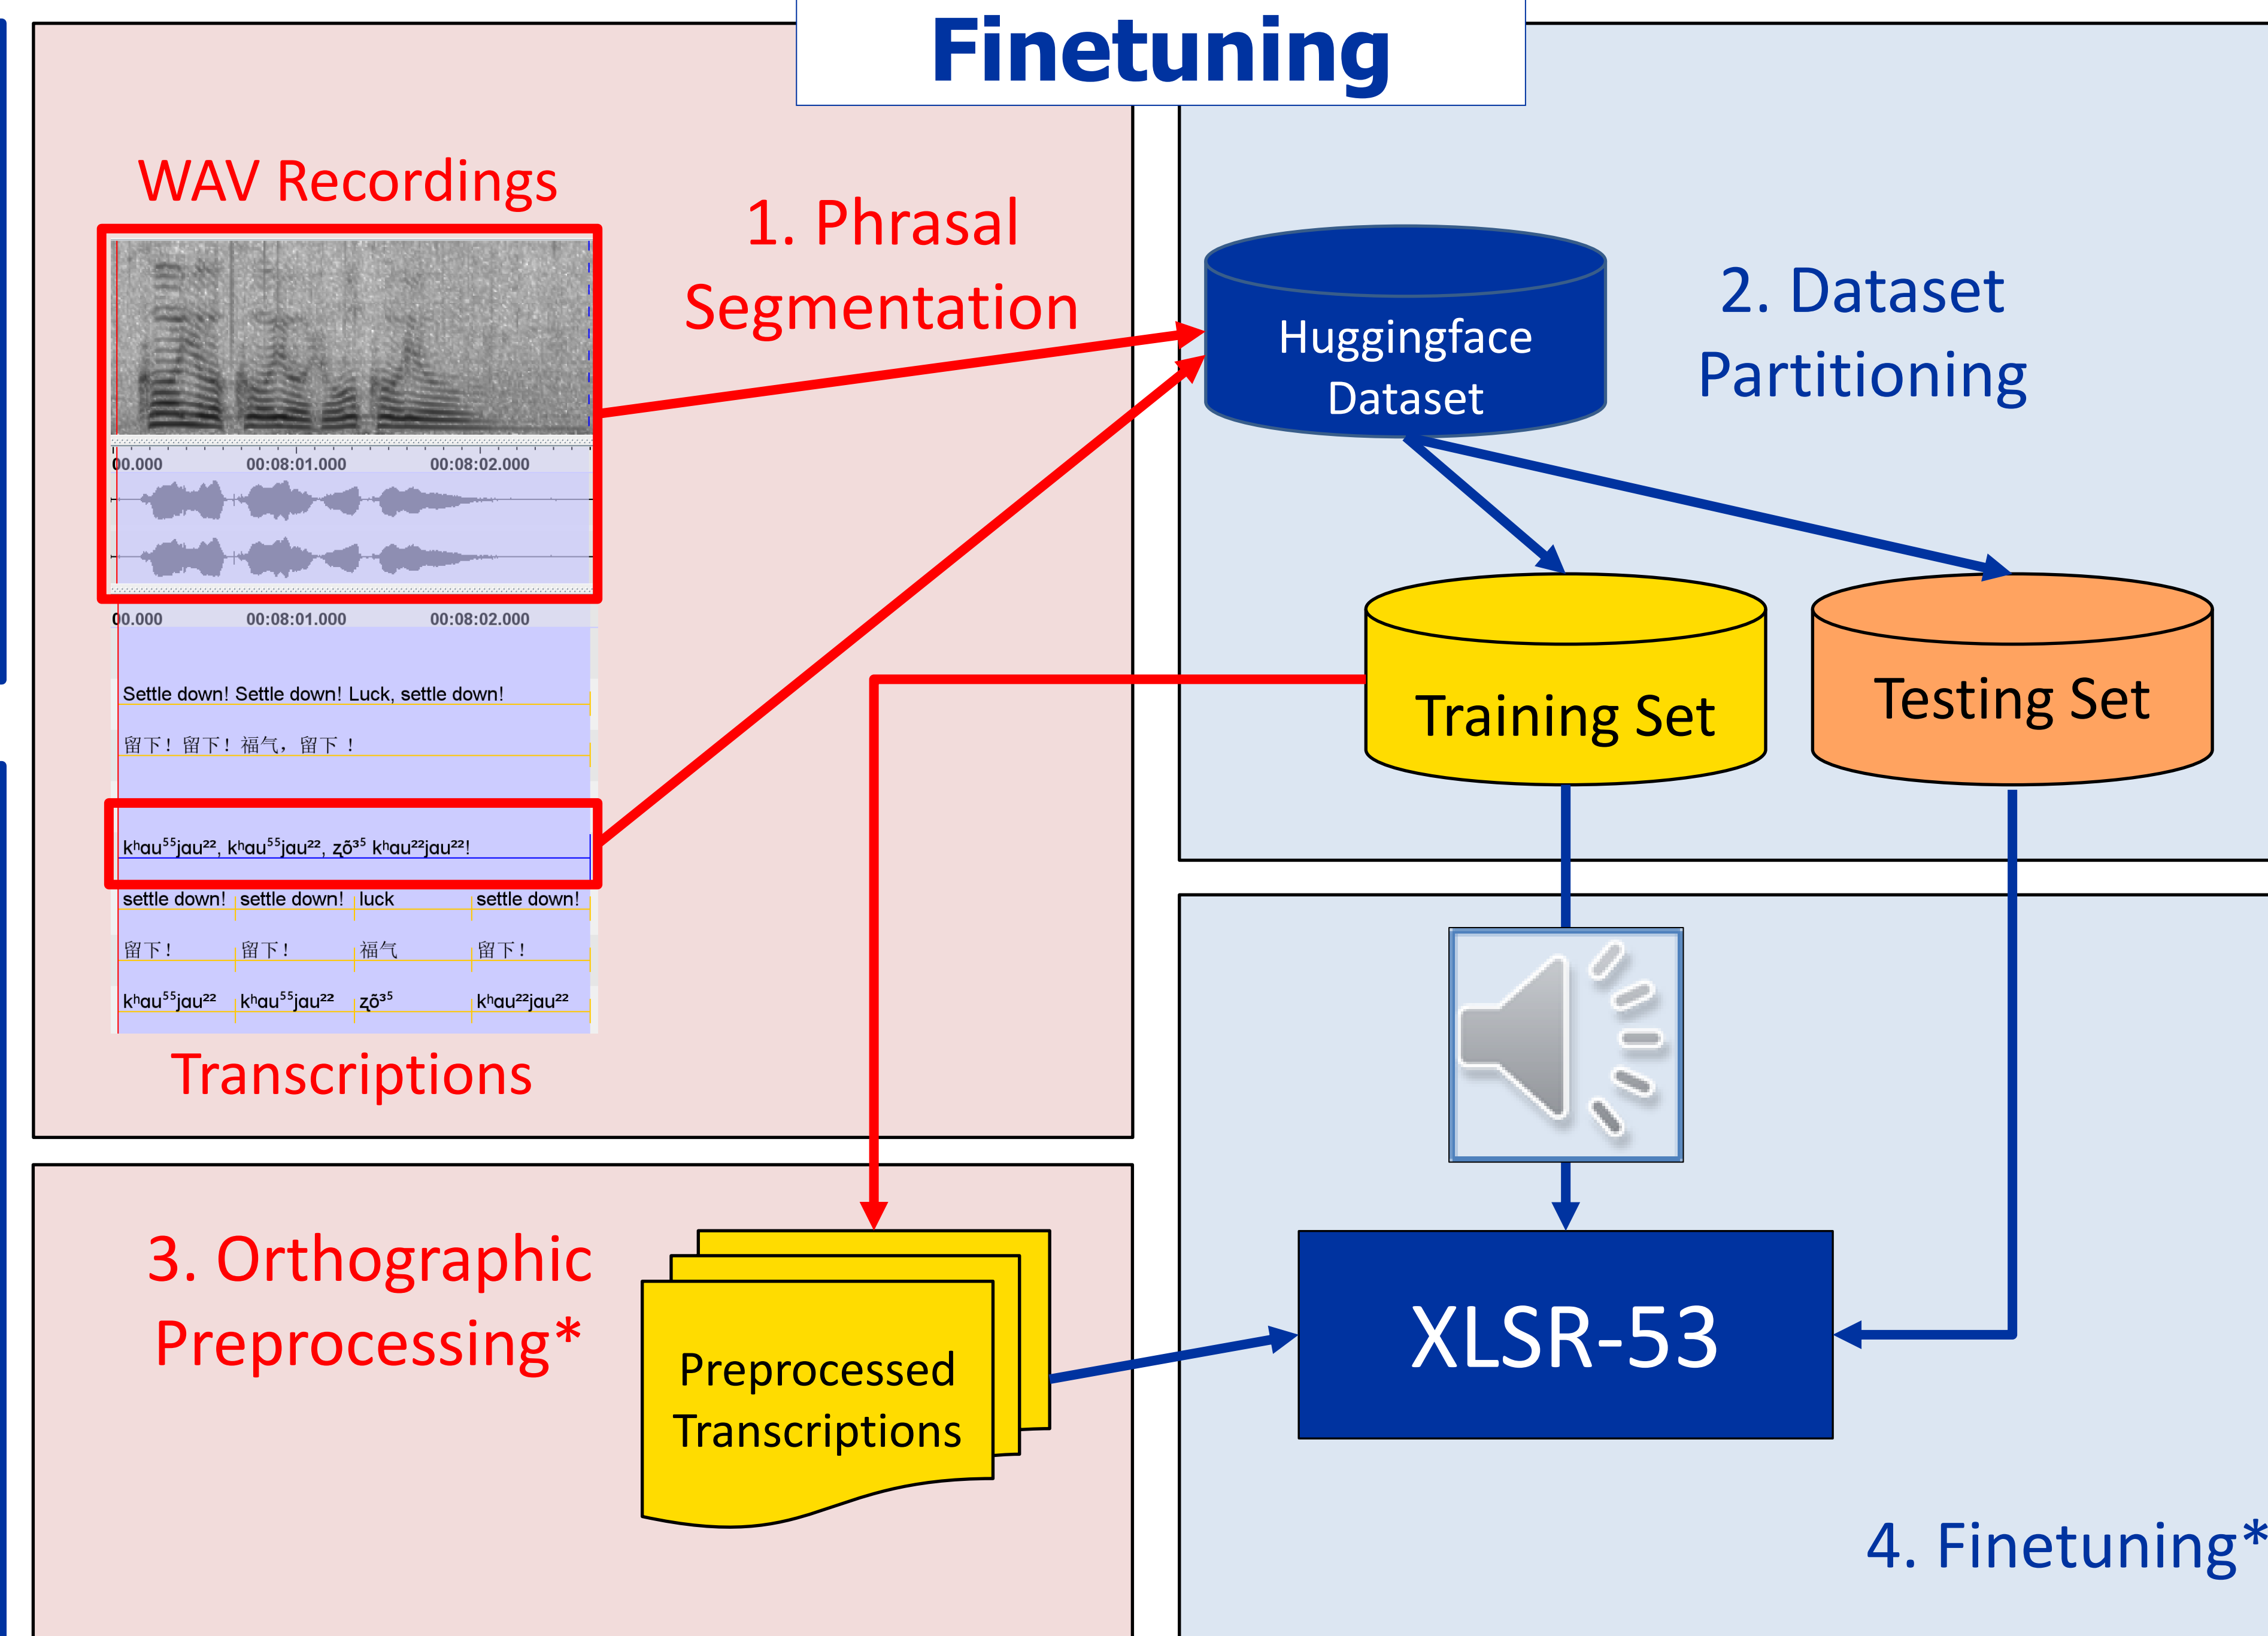 Finetuning
WAV Recordings
1. Phrasal
Segmentation
00.000 00:08:01.000 00:08:02.000
00.000 00:08:01.000 00:08:02.000
Settle down! Settle down! Luck, settle down!
留下！留下！福气，留下！
kʰau⁵⁵jau²², kʰau⁵⁵jau²², ʐõ³⁵ kʰau²²jau²²!
settle down! settle down! luck settle down!
留下！ 留下！ 福气 留下！
kʰau⁵⁵jau²² kʰau⁵⁵jau²² ʐõ³⁵ kʰau²²jau²²
Transcriptions
Huggingface
Dataset
2. Dataset
Partitioning
Training Set
Testing Set
3. Orthographic
Preprocessing*
Preprocessed
Transcriptions
XLSR-53
4. Finetuning*